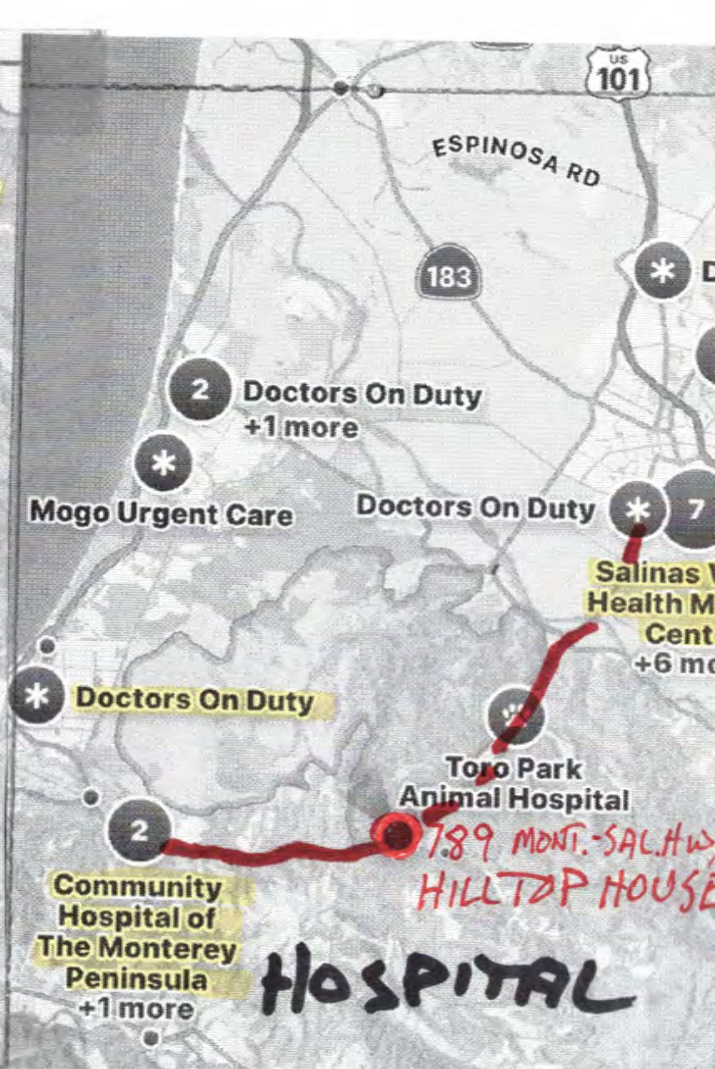 US
101
ESPINOSA RD
183
2
Doctors On Duty
+1 more
Mogo Urgent Care
Doctors On Duty
7
Salinas
Health M
Cent
+6 mo
Doctors On Duty
Toro Park
Animal Hospital
789 MONT.-SAL.HWY
HILLTOP HOUSE
2
Community
Hospital of
The Monterey
Peninsula
+1 more
HOSPITAL